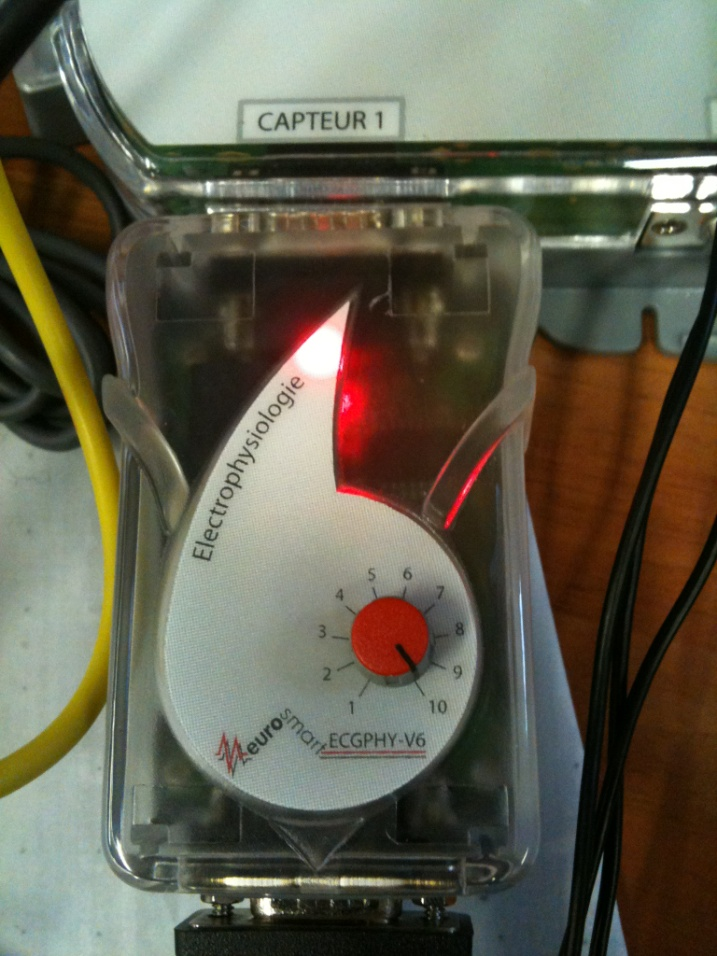 CAPTEUR 1
Electrophysiologie
5 6
4 7
3 8
2 9
1 10
eurosmart
ECGPHY-V6